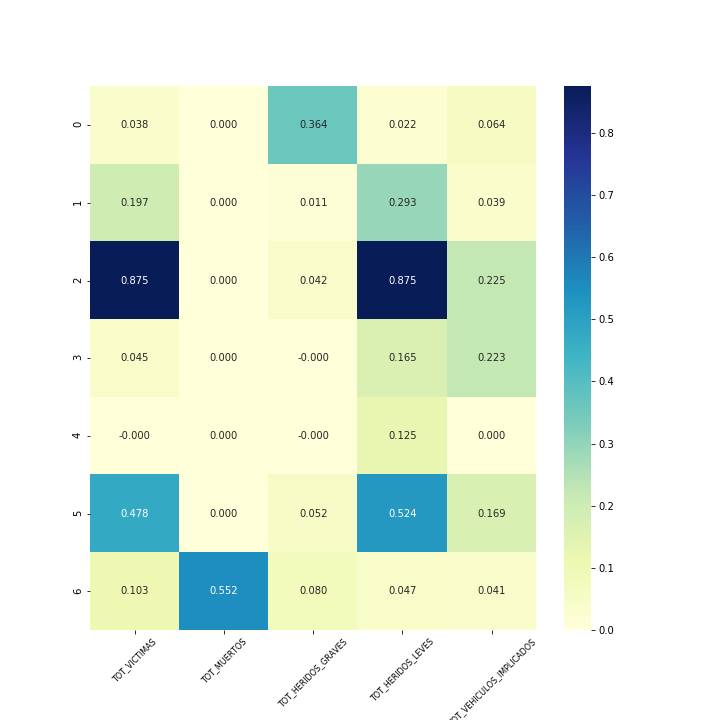 0 0.038 0.000 0.364 0.022 0.064
1 0.197 0.000 0.011 0.293 0.039
2 0.875 0.000 0.042 0.875 0.225
3 0.045 0.000 -0.000 0.165 0.223
4 -0.000 0.000 -0.000 0.125 0.000
5 0.478 0.000 0.052 0.524 0.169
6 0.103 0.552 0.080 0.047 0.041
TOT_VICTIMAS TOT_MUERTOS TOT_HERIDOS_GRAVES TOT_HERIDOS_LEVES OT_VEHICULOS_IMPLICADOS
0.8
0.7
0.6
0.5
0.4
0.3
0.2
0.1
0.0